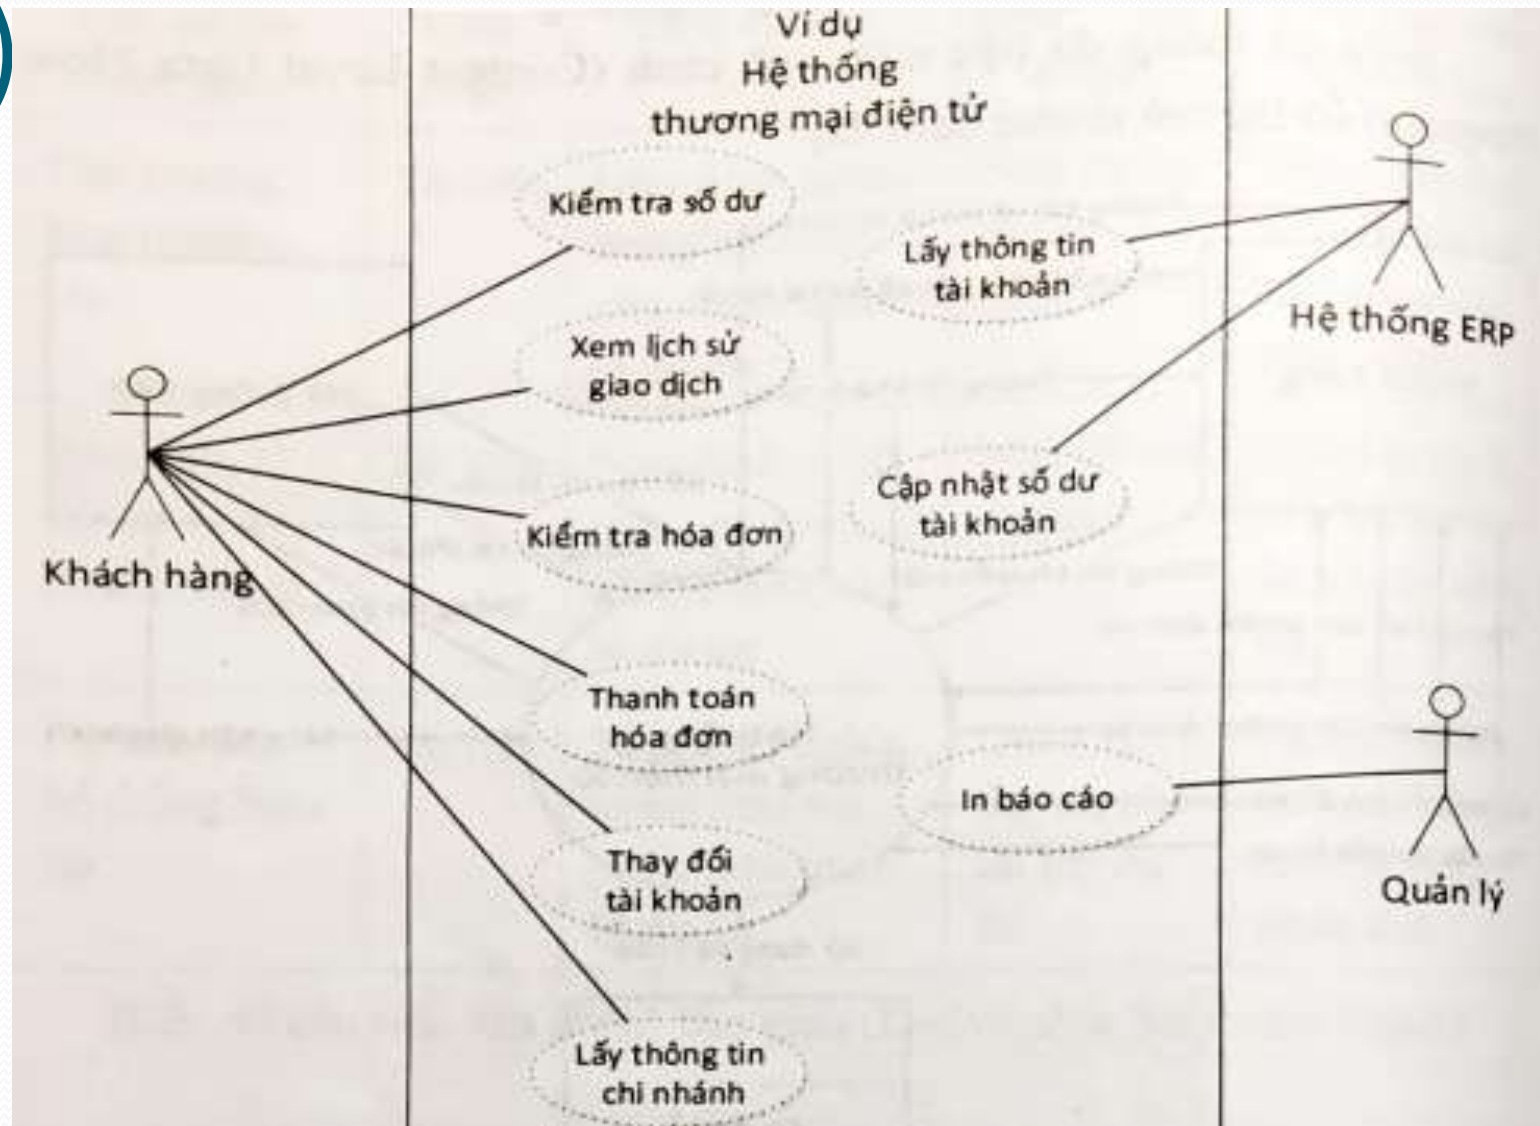 Ví dụ
Hệ thống
thương mại điện tử
Kiểm tra số dư
Lấy thông tin
tài khoản
Hệ thống ERP
Xem lịch sử
giao dịch
Khách hàng
Kiểm tra hóa đơn
Cập nhật số dư
tài khoản
Thanh toán
hóa đơn
In báo cáo
Quản lý
Thay đổi
tài khoản
Lấy thông tin
chi nhánh